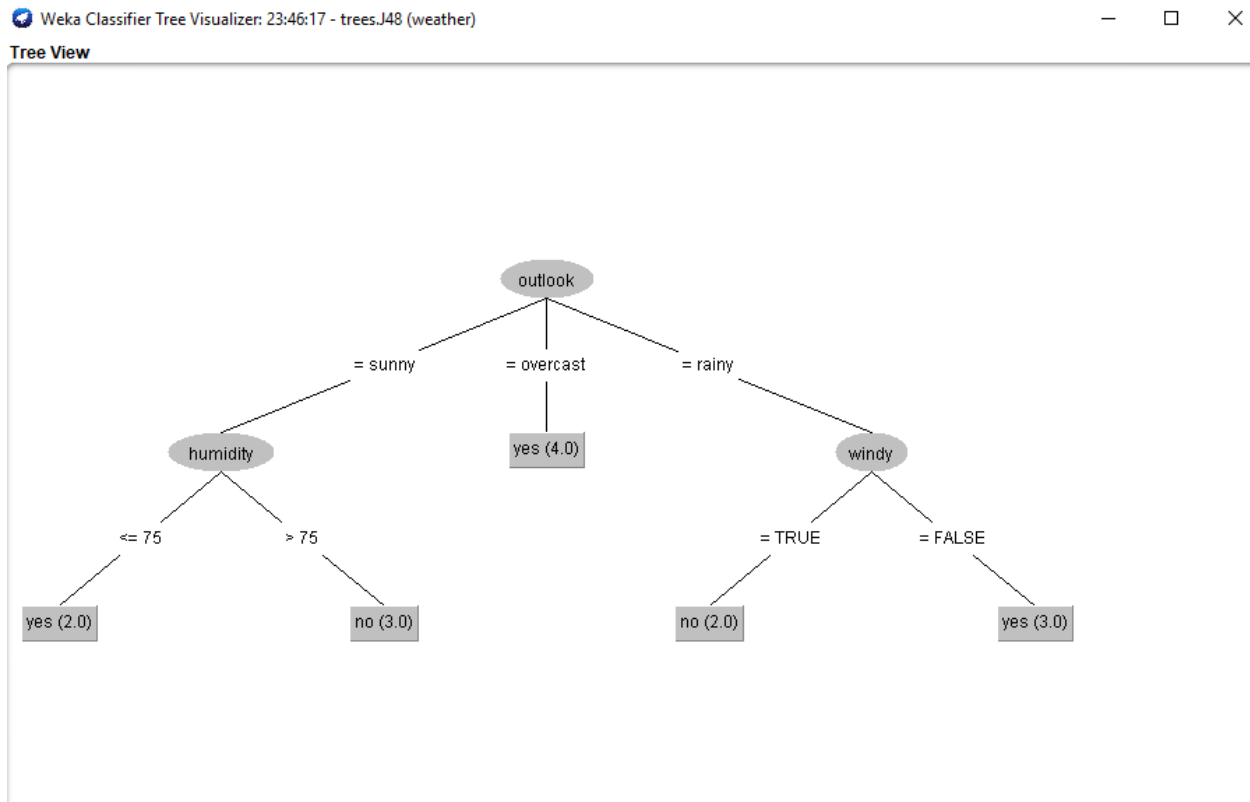 Weka Classifier Tree Visualizer: 23:46:17 - trees.J48 (weather)
Tree View
outlook
= sunny = overcast = rainy
humidity yes (4.0) windy
<= 75 > 75 = TRUE = FALSE
yes (2.0) no (3.0) no (2.0) yes (3.0)